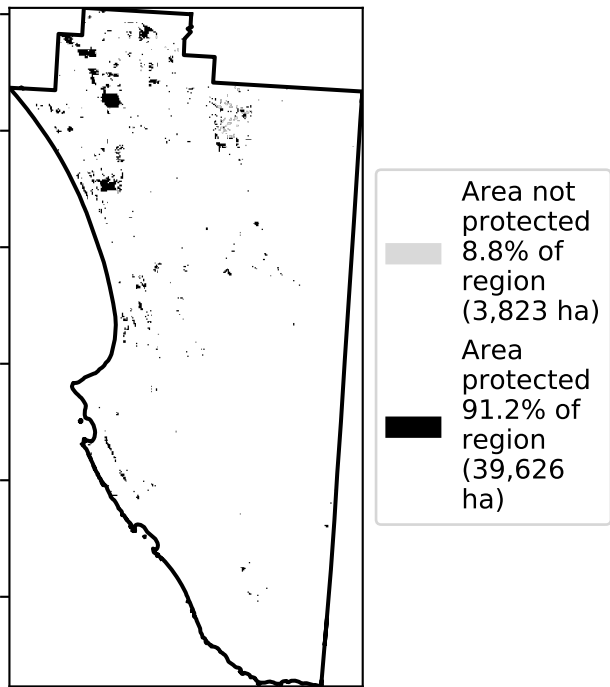 Area not
protected
8.8% of
region
(3,823 ha)
Area
protected
91.2% of
region
(39,626
ha)